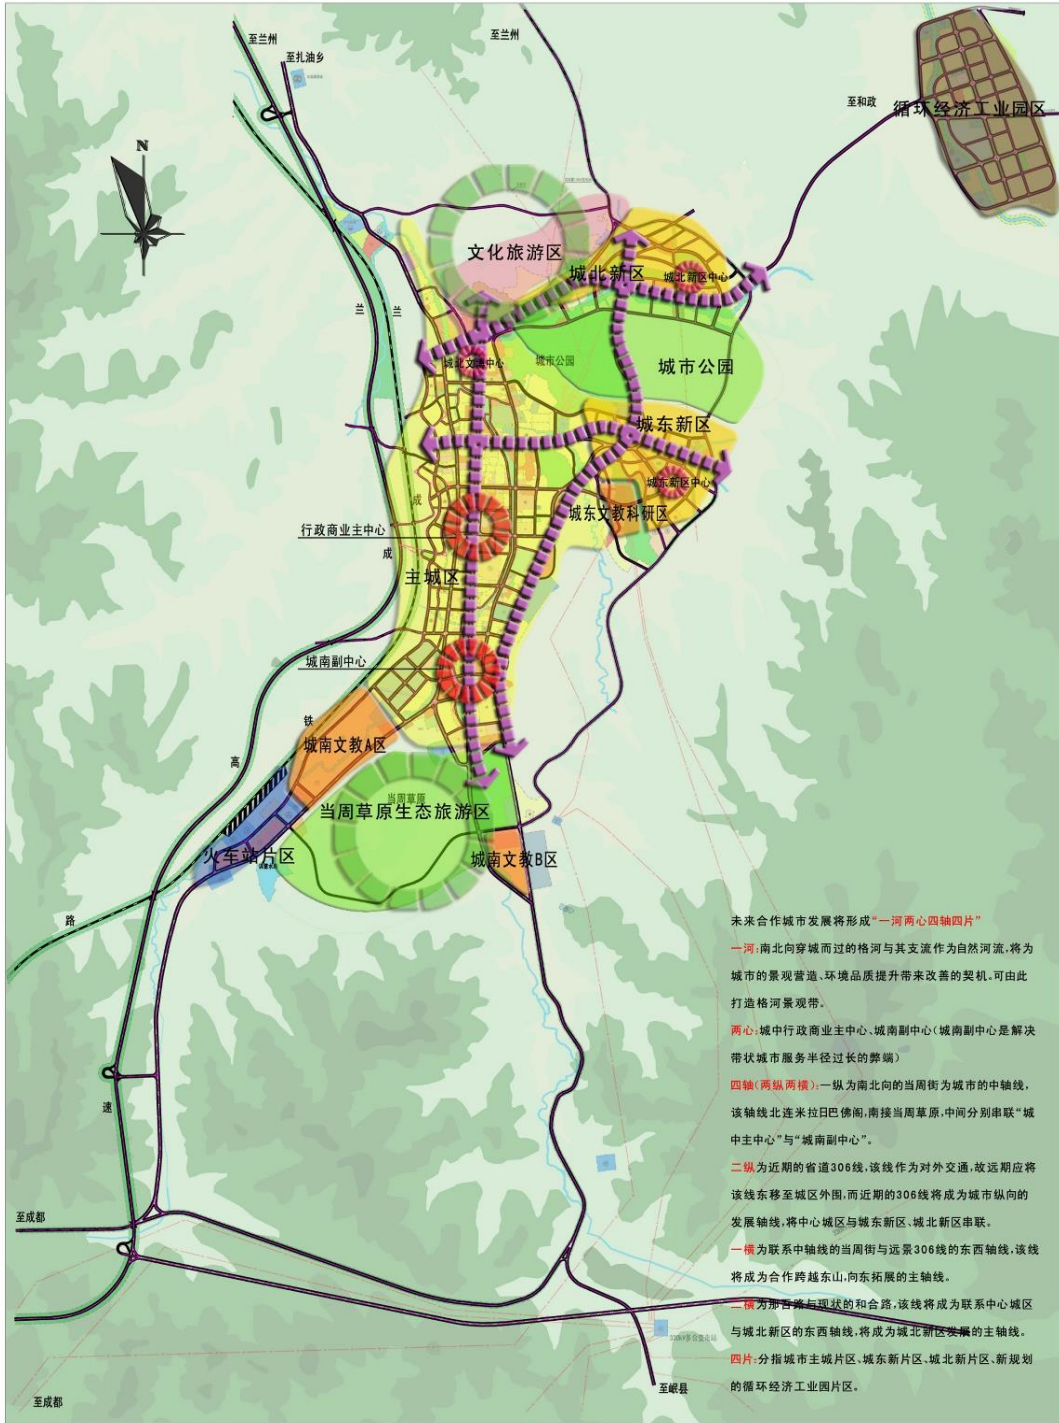 至兰州
至兰州
至扎油乡
至和政
循环经济工业园区
N
文化旅游区
城北新区
城北新区中心
兰
兰
城市公园
城市公园
城东新区
城东新区中心
成
城东文教科研区
行政商业主中心
成
主城区
城南副中心
铁
城南文教A区
高
当周草原
当周草原生态旅游区
火车站片区
城南文教B区
路
速
至成都
至成都
至岷县
未来合作城市发展将形成“一河两心四轴四片”
一河:南北向穿城而过的格河与其支流作为自然河流,将为
城市的景观营造、环境品质提升带来改善的契机。可由此
打造格河景观带。
两心:城中行政商业主中心、城南副中心(城南副中心是解决
带状城市服务半径过长的弊端)
四轴(两纵两横):一纵为南北向的当周街为城市的中轴线,
该轴线北连米拉日巴佛阁,南接当周草原,中间分别串联“城
中主中心”与“城南副中心”。
二纵为近期的省道306线,该线作为对外交通,故远期应将
该线东移至城区外围,而近期的306线将成为城市纵向的
发展轴线,将中心城区与城东新区、城北新区串联。
一横为联系中轴线的当周街与远景306线的东西轴线,该线
将成为合作跨越东山,向东拓展的主轴线。
二横为那吾路与现状的和合路,该线将成为联系中心城区
与城北新区的东西轴线,将成为城北新区发展的主轴线。
四片:分指城市主城片区、城东新片区、城北新片区、新规划
的循环经济工业园片区。